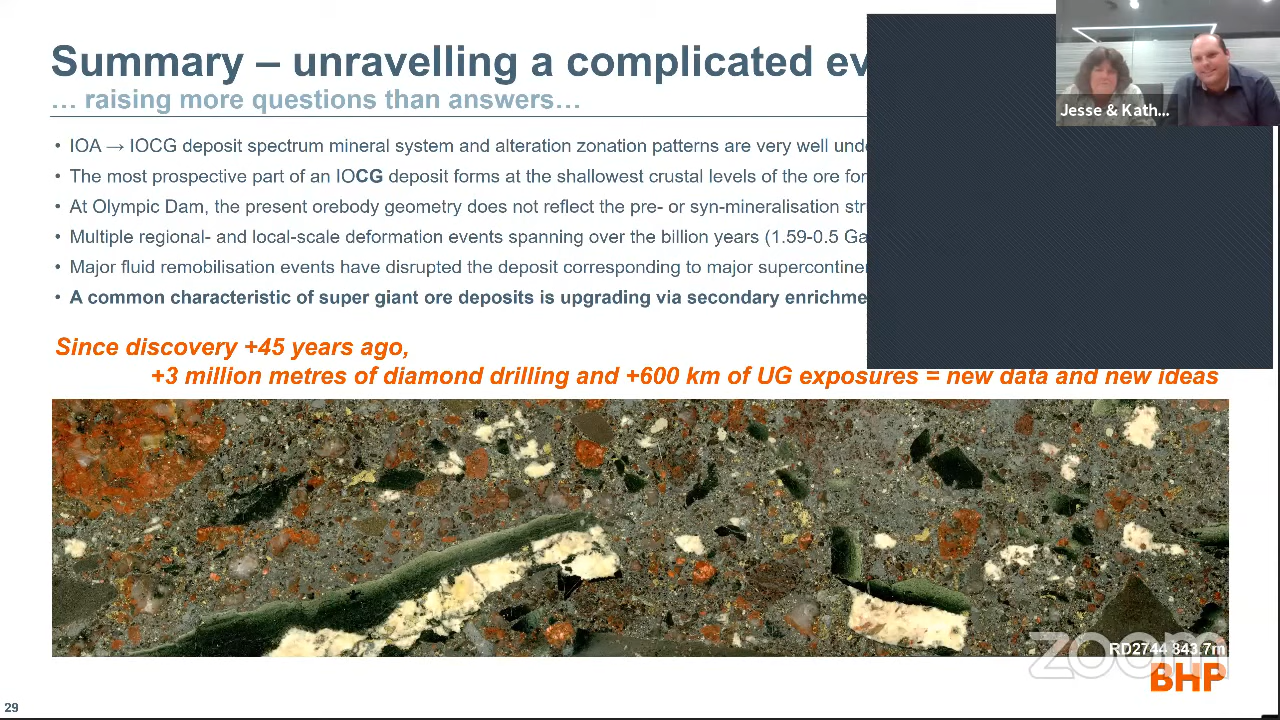 Summary – unravelling a complicated ev
… raising more questions than answers…
Jesse & Kath...
• IOA → IOCG deposit spectrum mineral system and alteration zonation patterns are very well und
• The most prospective part of an IOCG deposit forms at the shallowest crustal levels of the ore for
• At Olympic Dam, the present orebody geometry does not reflect the pre- or syn-mineralisation str
• Multiple regional- and local-scale deformation events spanning over the billion years (1.59-0.5 Ga
• Major fluid remobilisation events have disrupted the deposit corresponding to major supercontine
• A common characteristic of super giant ore deposits is upgrading via secondary enrichme
Since discovery +45 years ago,
+3 million metres of diamond drilling and +600 km of UG exposures = new data and new ideas
RD2744 843.7m
zoom
BHP
29